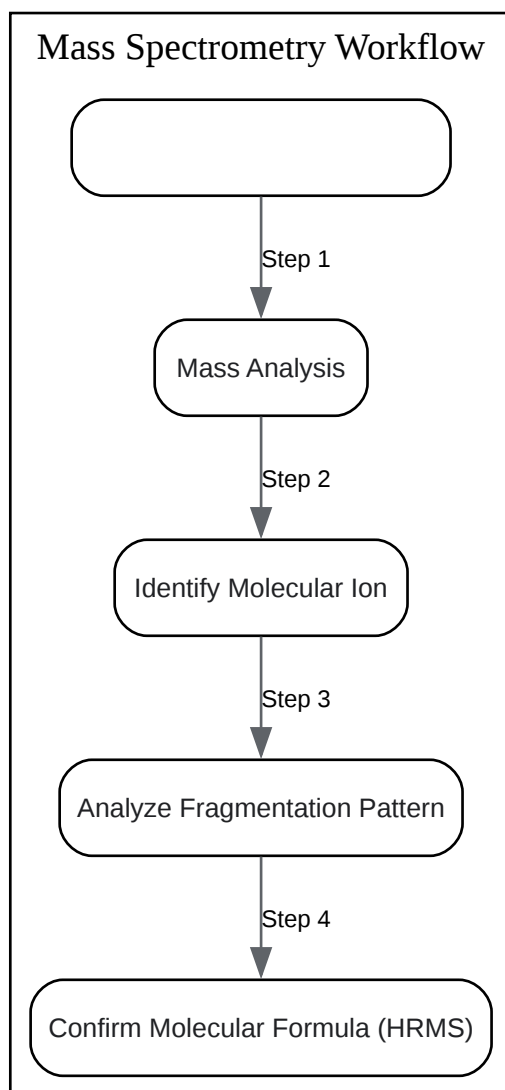 Mass Spectrometry Workflow
Step 1
Mass Analysis
Step 2
Identify Molecular Ion
Step 3
Analyze Fragmentation Pattern
Step 4
Confirm Molecular Formula (HRMS)